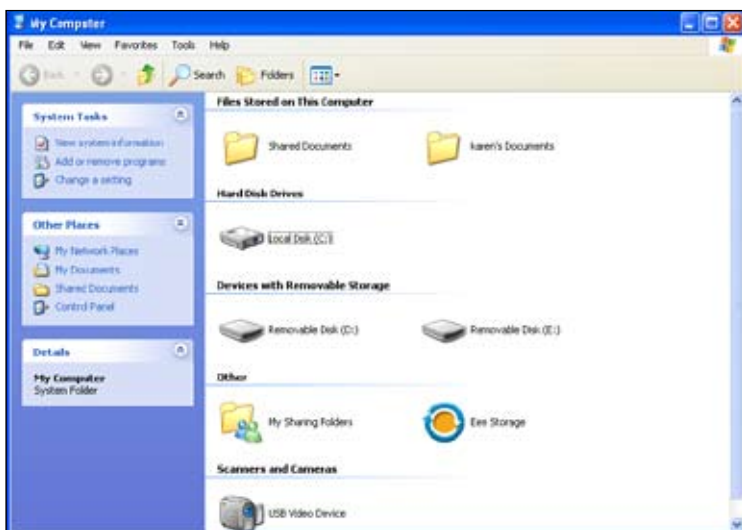 My Computer
File Edit View Favorites Tools Help
Back Search Folders
System Tasks
View system information
Add or remove programs
Change a setting
Other Places
My Network Places
My Documents
Shared Documents
Control Panel
Details
My Computer
System Folder
Files Stored on This Computer
Shared Documents karen's Documents
Hard Disk Drives
Local Disk (C:)
Devices with Removable Storage
Removable Disk (D:) Removable Disk (E:)
Other
My Sharing Folders Eee Storage
Scanners and Cameras
USB Video Device